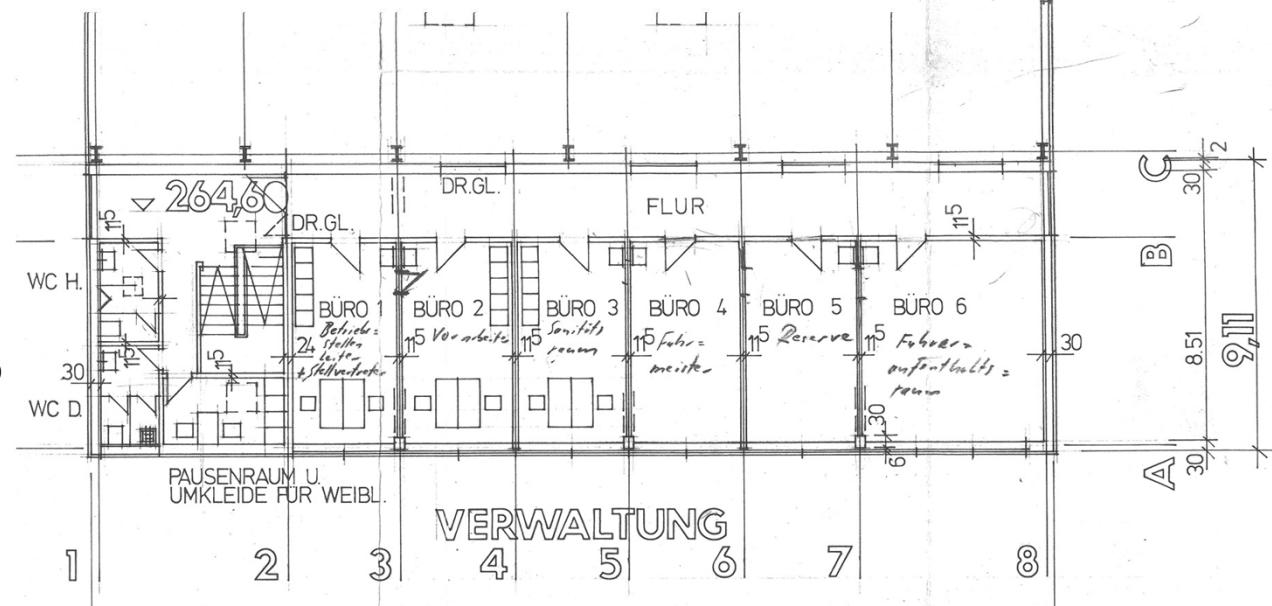 2
C
30
DR.GL.
264,60
11⁵
DR.GL.
FLUR
11⁵
B
WC H.
BÜRO 1
Betriebs=
stellen
leiter
+ Stellvertreter
BÜRO 2
Vorarbeiter
BÜRO 3
Sanitäts
raum
BÜRO 4
Fahr=
meister
BÜRO 5
Reserve
BÜRO 6
Fahrer=
aufenthalts=
raum
24
11⁵
11⁵
11⁵
11⁵
11⁵
30
8.51
9,11
11⁵
11⁵
30
WC D.
30
6
A
30
PAUSENRAUM U.
UMKLEIDE FÜR WEIBL.
VERWALTUNG
1
2
3
4
5
6
7
8